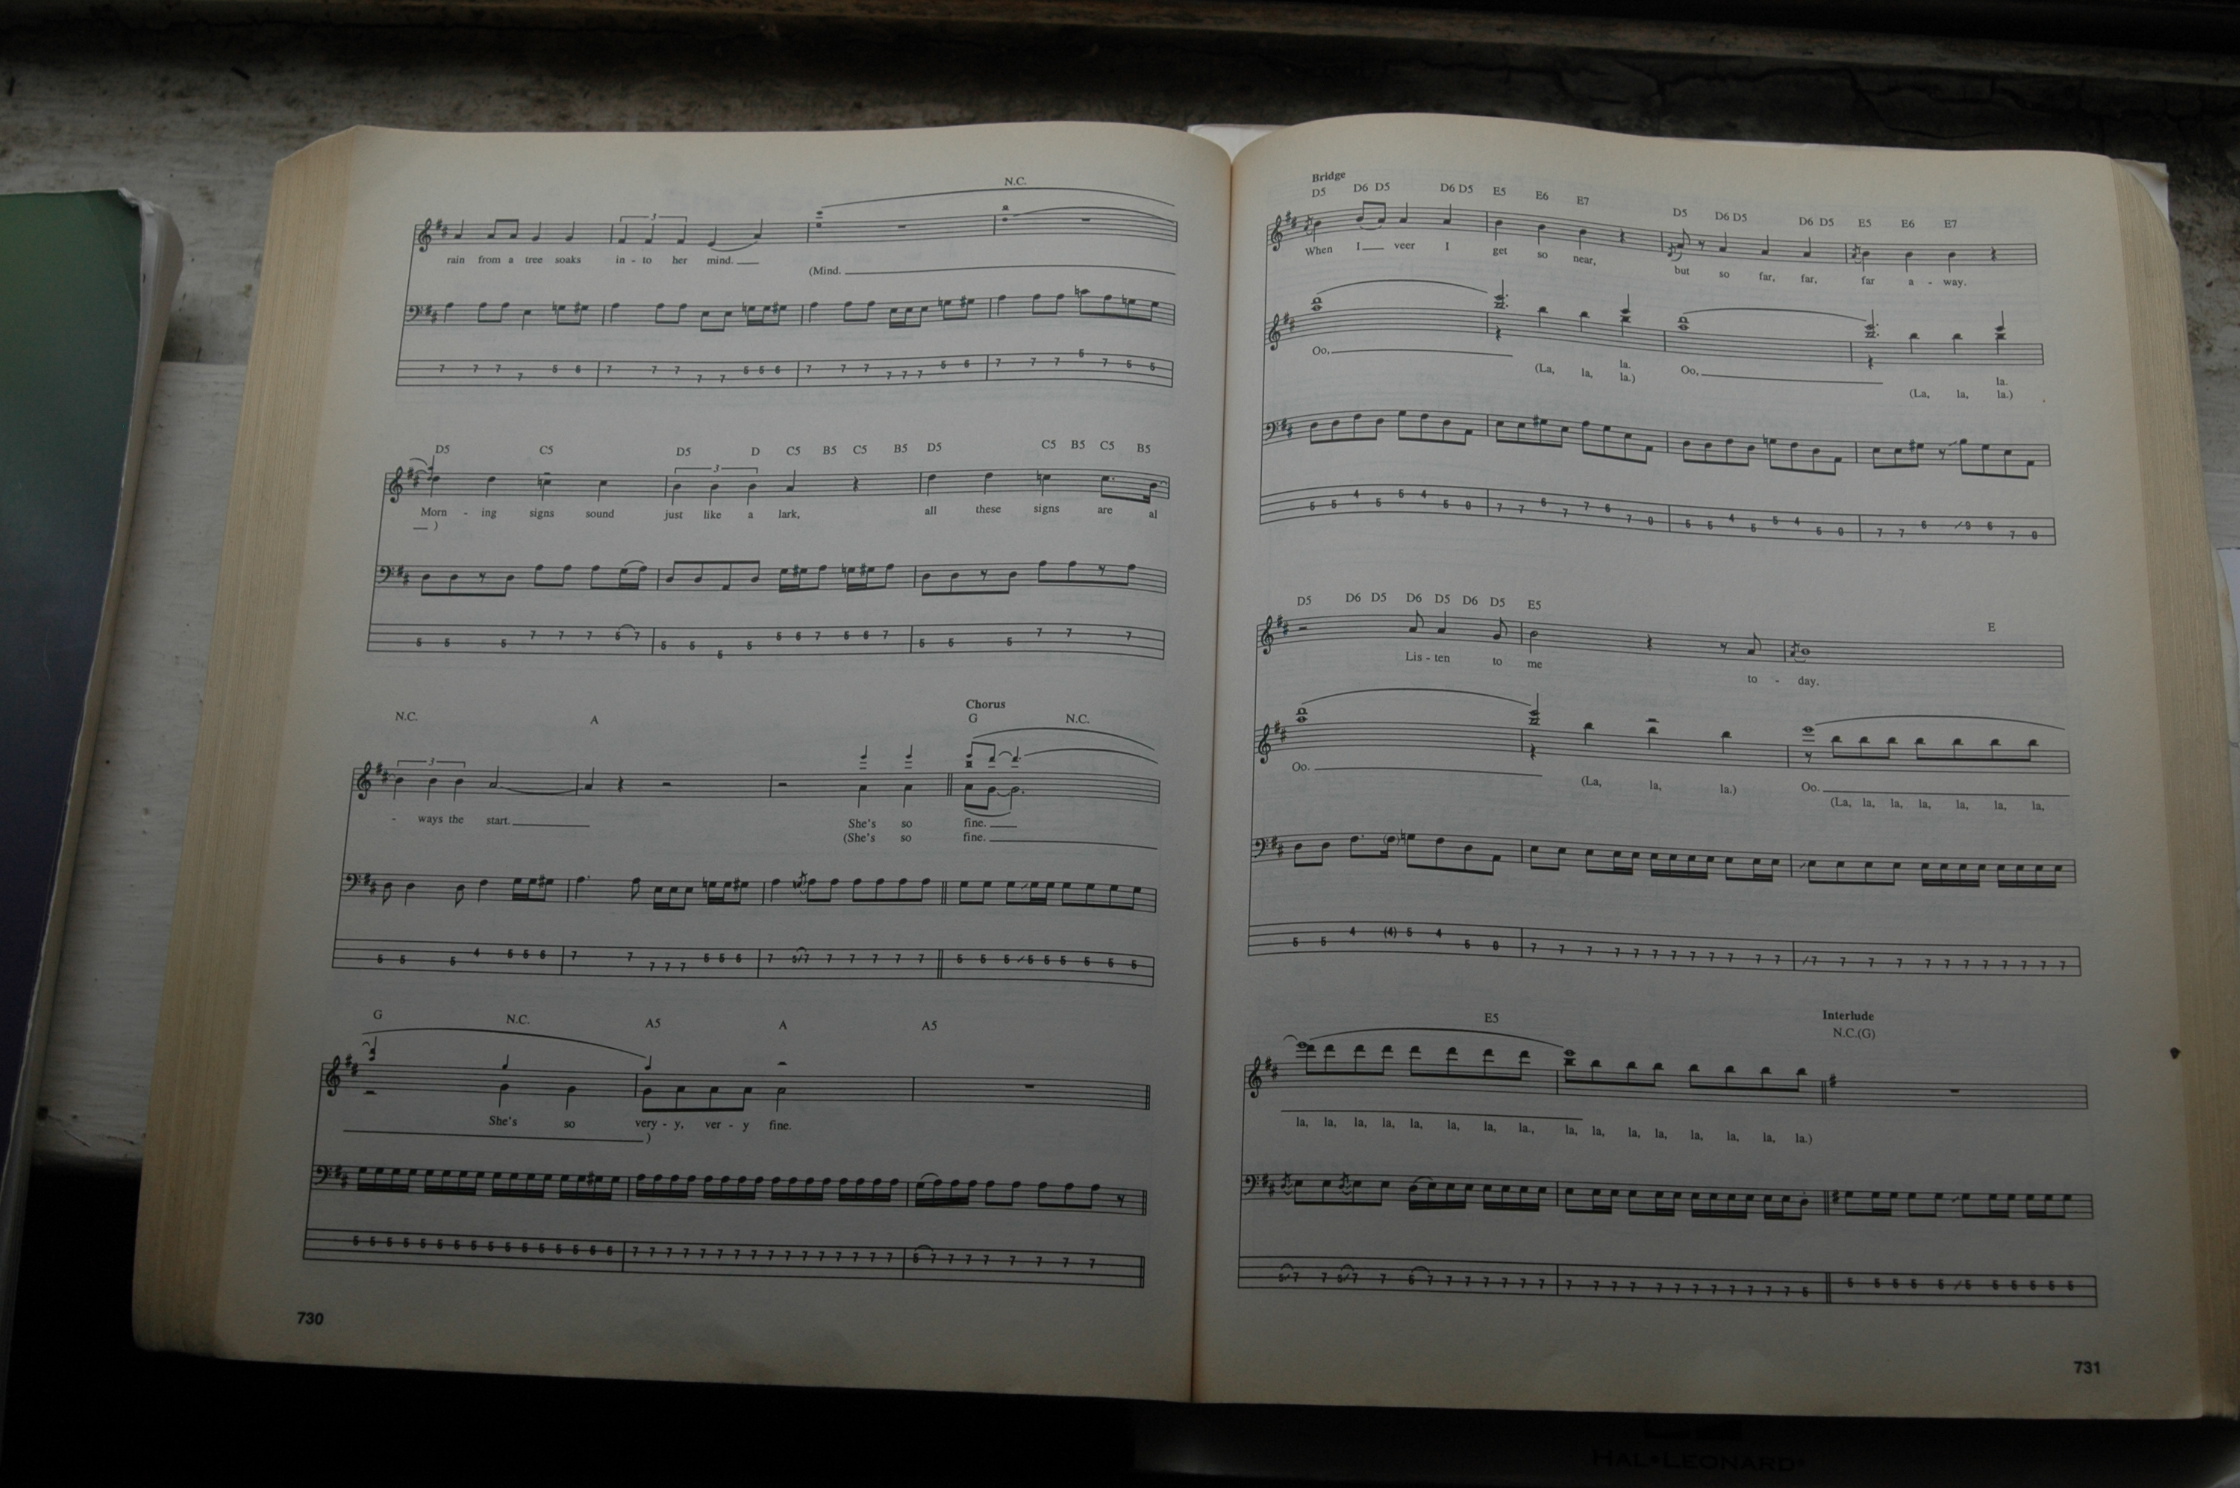 N.C.
3
rain from a tree soaks in - to her mind.
(Mind.
7 7 7 7 5 6 7 7 7 7 7 5 5 6 7 7 7 7 7 7 5 6 7 7 7 5 7 5 5
D5 C5 D5 D C5 B5 C5 B5 D5 C5 B5 C5 B5
3
Morn - ing signs sound just like a lark, all these signs are al
)
5 5 5 7 7 7 5 7 5 5 5 5 5 6 7 5 6 7 5 5 5 7 7 7
Chorus
N.C. A G N.C.
3
- ways the start. She's so fine.
(She's so fine.
5 5 5 4 5 5 6 7 7 7 7 7 5 5 6 7 5/7 7 7 7 7 7 5 5 5 5 5 5 5 5 5
G N.C. A5 A A5
She's so very - y, ver - y fine.
)
5 5 5 5 5 5 5 5 5 5 5 5 5 5 6 6 7 7 7 7 7 7 7 7 7 7 7 7 7 7 7 7 5 7 7 7 7 7 7 7 7
730
Bridge
D5 D6 D5 D6 D5 E5 E6 E7 D5 D6 D5 D6 D5 E5 E6 E7
When I veer I get so near, but so far, far, far a - way.
Oo, (La, la, la. la.) Oo, (La, la, la. la.)
5 5 4 5 5 4 5 0 7 7 6 7 7 6 7 0 5 5 4 5 5 4 5 0 7 7 6 9 6 7 0
D5 D6 D5 D6 D5 D6 D5 E5 E
Lis - ten to me to - day.
Oo. (La, la, la.) Oo. (La, la, la, la, la, la, la,
5 5 4 (4) 5 4 5 0 7 7 7 7 7 7 7 7 7 7 7 7 7 7 7 7 7 7 7 7 7 7 7 7
Interlude
E5 N.C.(G)
la, la, la, la, la, la, la, la., la, la, la, la, la, la, la, la.)
5 7 7 5/7 7 5 7 7 7 7 7 7 7 7 7 7 7 7 7 7 7 7 7 7 5 5 5 5 5 5 5 5 5 5 5 5
731
HAL•LEONARD•